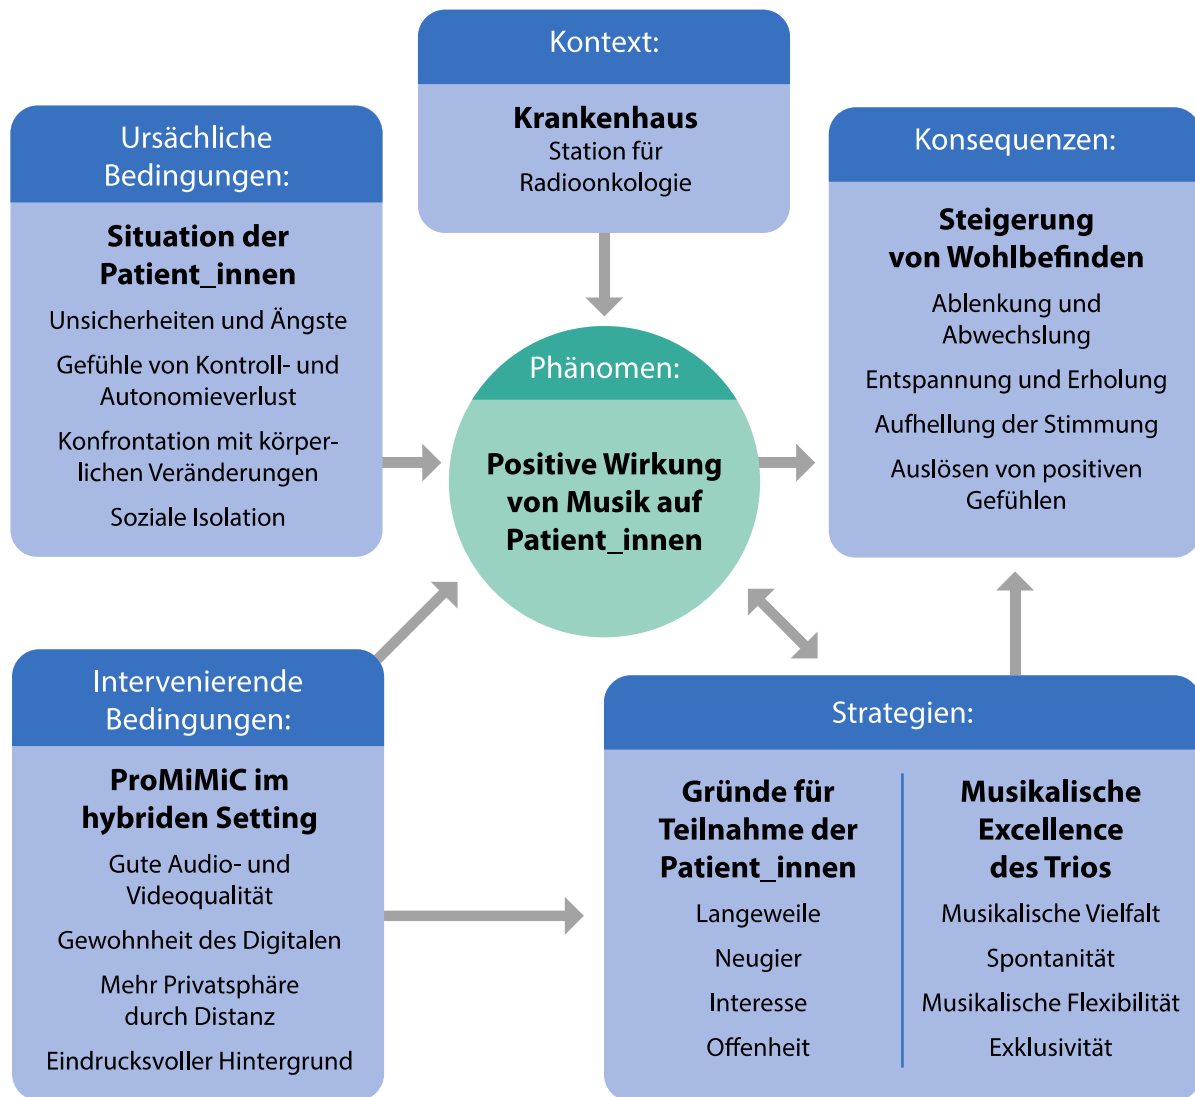 Kontext:
Krankenhaus
Station für
Radioonkologie
Ursächliche
Bedingungen:
Situation der
Patient_innen
Unsicherheiten und Ängste
Gefühle von Kontroll- und
Autonomieverlust
Konfrontation mit körper-
lichen Veränderungen
Soziale Isolation
Phänomen:
Positive Wirkung
von Musik auf
Patient_innen
Konsequenzen:
Steigerung
von Wohlbefinden
Ablenkung und
Abwechslung
Entspannung und Erholung
Aufhellung der Stimmung
Auslösen von positiven
Gefühlen
Intervenierende
Bedingungen:
ProMiMiC im
hybriden Setting
Gute Audio- und
Videoqualität
Gewohnheit des Digitalen
Mehr Privatsphäre
durch Distanz
Eindrucksvoller Hintergrund
Strategien:
Gründe für
Teilnahme der
Patient_innen
Langeweile
Neugier
Interesse
Offenheit
Musikalische
Excellence
des Trios
Musikalische Vielfalt
Spontanität
Musikalische Flexibilität
Exklusivität